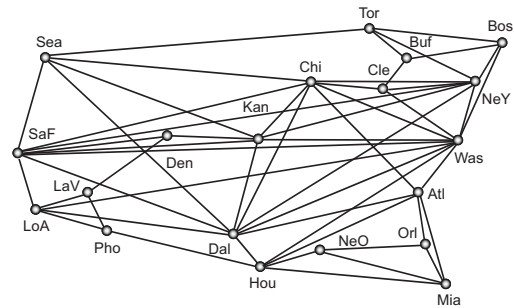 Tor
Bos
Sea
Buf
Chi
Cle
NeY
Kan
SaF
Den
Was
LaV
Atl
LoA
Pho
Dal
NeO
Orl
Hou
Mia